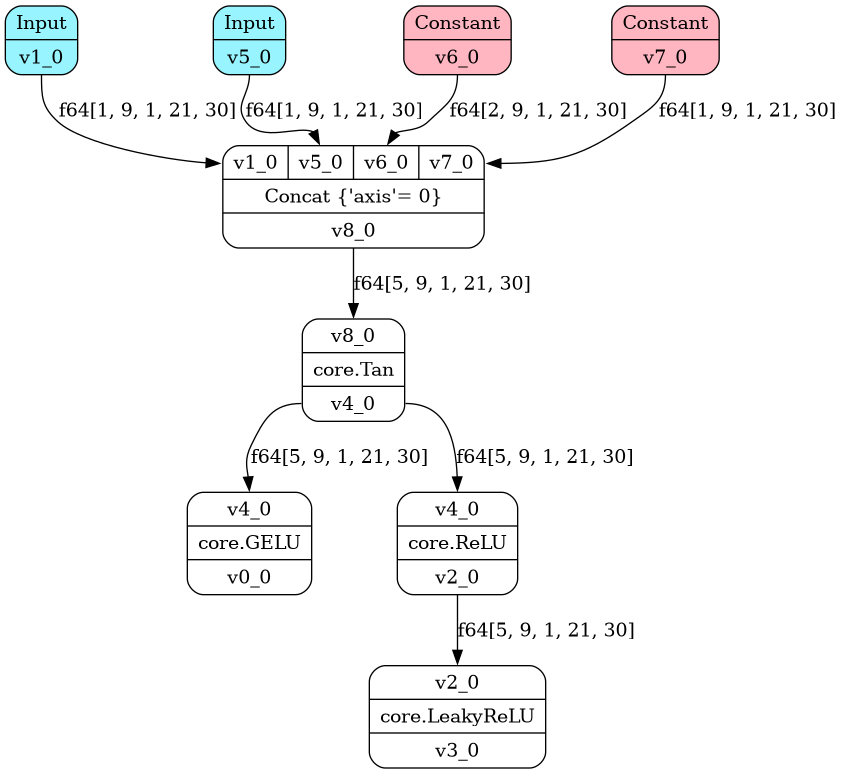 Input
v1_0
Input
v5_0
Constant
v6_0
Constant
v7_0
f64[1, 9, 1, 21, 30]
f64[1, 9, 1, 21, 30]
f64[2, 9, 1, 21, 30]
f64[1, 9, 1, 21, 30]
v1_0 v5_0 v6_0 v7_0
Concat {'axis'= 0}
v8_0
f64[5, 9, 1, 21, 30]
v8_0
core.Tan
v4_0
f64[5, 9, 1, 21, 30]
f64[5, 9, 1, 21, 30]
v4_0
core.GELU
v0_0
v4_0
core.ReLU
v2_0
f64[5, 9, 1, 21, 30]
v2_0
core.LeakyReLU
v3_0